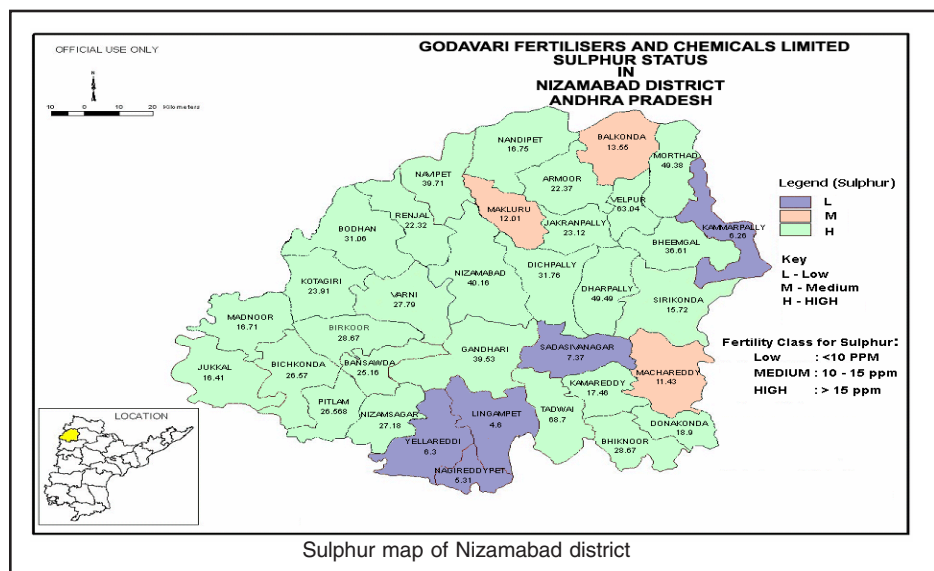 OFFICIAL USE ONLY
GODAVARI FERTILISERS AND CHEMICALS LIMITED
SULPHUR STATUS
IN
NIZAMABAD DISTRICT
ANDHRA PRADESH
N
10 0 10 20 Kilometers
NANDIPET
16.75
BALKONDA
13.55
MORTHAD
49.38
NAVIPET
39.71
ARMOOR
22.37
VELPUR
63.04
MAKLURU
12.01
RENJAL
22.32
JAKRANPALLY
23.12
KAMMARPALLY
6.26
BODHAN
31.06
BHEEMGAL
36.61
DICHPALLY
31.76
NIZAMABAD
40.16
KOTAGIRI
23.91
VARNI
27.79
DHARPALLY
49.49
SIRIKONDA
15.72
MADNOOR
16.71
BIRKOOR
28.67
GANDHARI
39.53
SADASIVANAGAR
7.37
JUKKAL
16.41
BICHKONDA
26.57
BANSAWDA
25.16
MACHAREDDY
11.43
KAMAREDDY
17.46
PITLAM
26.568
NIZAMSAGAR
27.18
LINGAMPET
4.6
TADWAI
68.7
DONAKONDA
18.9
YELLAREDDI
6.3
BHIKNOOR
28.67
NAGIREDDYPET
5.31
Legend (Sulphur)
L
M
H
Key
L - Low
M - Medium
H - HIGH
Fertility Class for Sulphur:
Low : <10 PPM
MEDIUM : 10 - 15 ppm
HIGH : > 15 ppm
LOCATION
Sulphur map of Nizamabad district